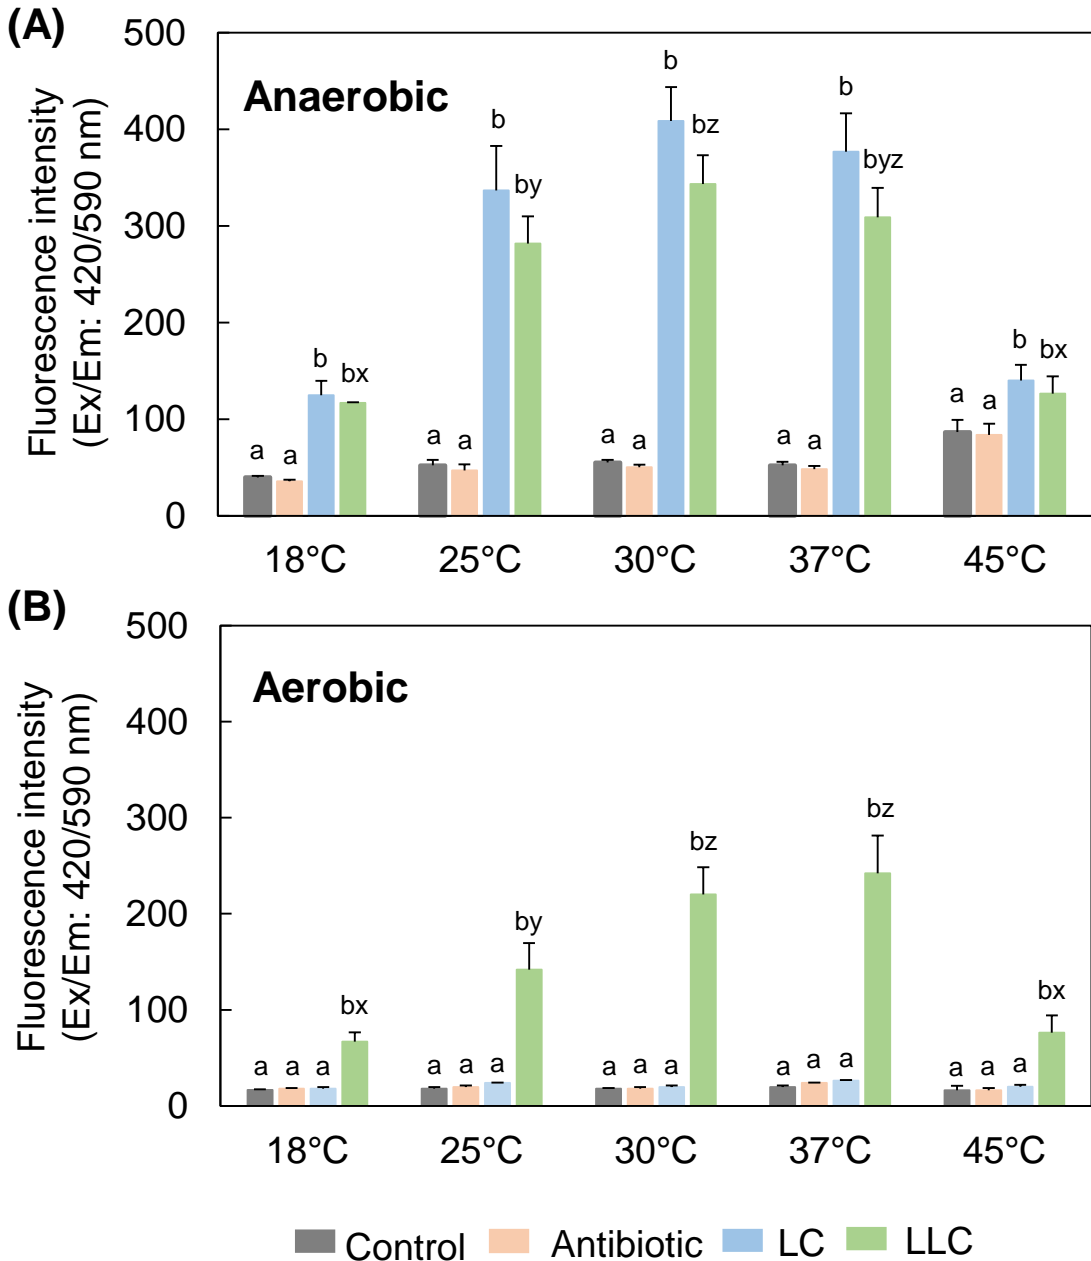 (A)
Fluorescence intensity
(Ex/Em: 420/590 nm)
500
400
300
200
100
0
Anaerobic
a a b bx
a a b by
a a b bz
a a b byz
a a b bx
18°C 25°C 30°C 37°C 45°C
(B)
Fluorescence intensity
(Ex/Em: 420/590 nm)
500
400
300
200
100
0
Aerobic
a a a bx
a a a by
a a a bz
a a a bz
a a a bx
18°C 25°C 30°C 37°C 45°C
Control Antibiotic LC LLC